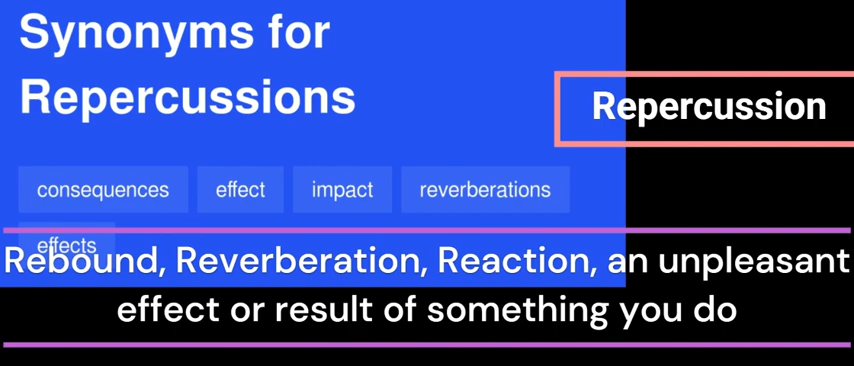 Synonyms for
Repercussions
Repercussion
consequences effect impact reverberations
effects
Rebound, Reverberation, Reaction, an unpleasant
effect or result of something you do